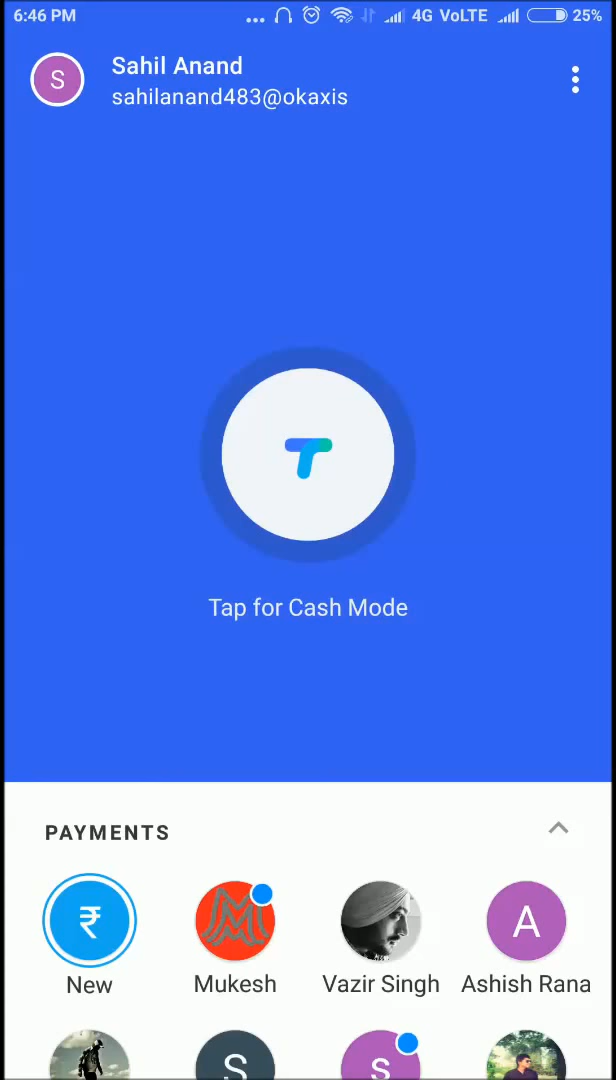 6:46 PM
4G VoLTE
25%
S
Sahil Anand
sahilanand483@okaxis
Tap for Cash Mode
PAYMENTS
₹
M
A
New
Mukesh
Vazir Singh
Ashish Rana
S
s